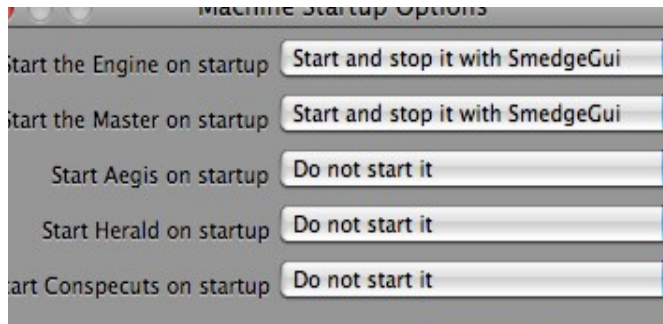 Machine Startup Options
Start the Engine on startup Start and stop it with SmedgeGui
Start the Master on startup Start and stop it with SmedgeGui
Start Aegis on startup Do not start it
Start Herald on startup Do not start it
art Conspecuts on startup Do not start it